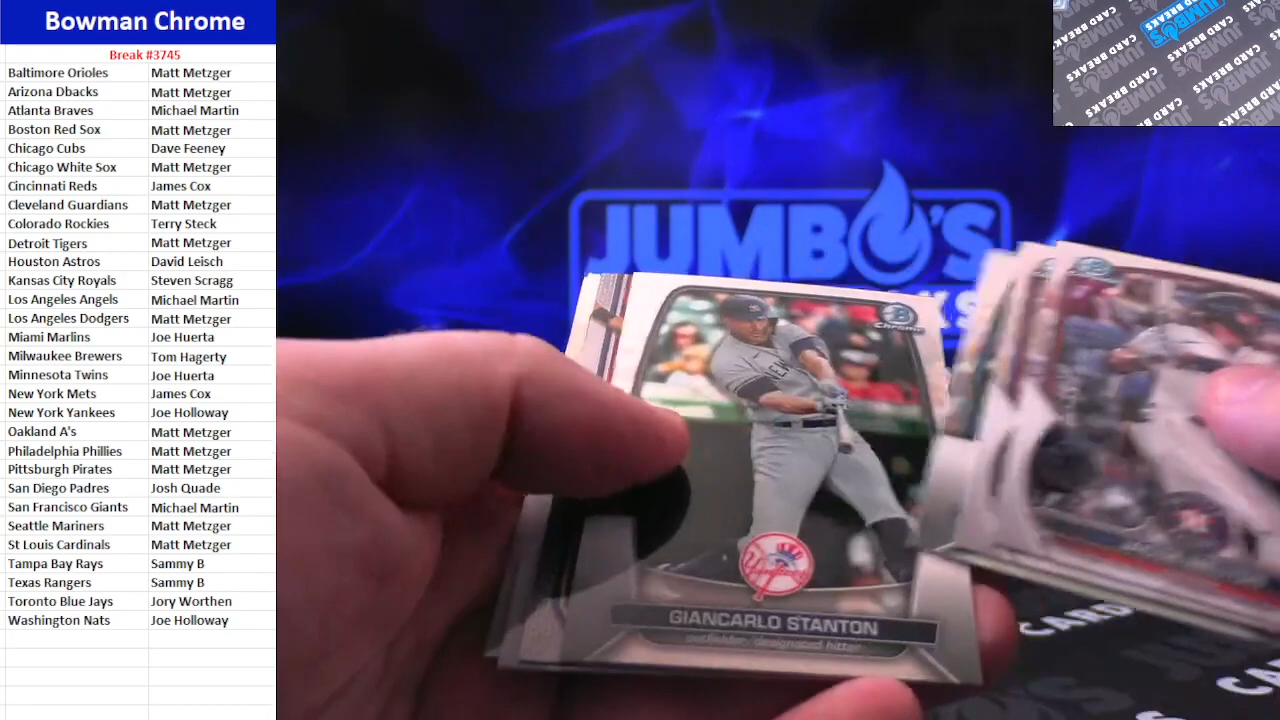 Bowman Chrome
Break #3745
Baltimore Orioles Matt Metzger
Arizona Dbacks Matt Metzger
Atlanta Braves Michael Martin
Boston Red Sox Matt Metzger
Chicago Cubs Dave Feeney
Chicago White Sox Matt Metzger
Cincinnati Reds James Cox
Cleveland Guardians Matt Metzger
Colorado Rockies Terry Steck
Detroit Tigers Matt Metzger
Houston Astros David Leisch
Kansas City Royals Steven Scragg
Los Angeles Angels Michael Martin
Los Angeles Dodgers Matt Metzger
Miami Marlins Joe Huerta
Milwaukee Brewers Tom Hagerty
Minnesota Twins Joe Huerta
New York Mets James Cox
New York Yankees Joe Holloway
Oakland A's Matt Metzger
Philadelphia Phillies Matt Metzger
Pittsburgh Pirates Matt Metzger
San Diego Padres Josh Quade
San Francisco Giants Michael Martin
Seattle Mariners Matt Metzger
St Louis Cardinals Matt Metzger
Tampa Bay Rays Sammy B
Texas Rangers Sammy B
Toronto Blue Jays Jory Worthen
Washington Nats Joe Holloway
JUMBO'S
CARD BREAKS
JUMBO'S
B
Chrome
NEW
Yankees
GIANCARLO STANTON
outfielder, designated hitter
CARD